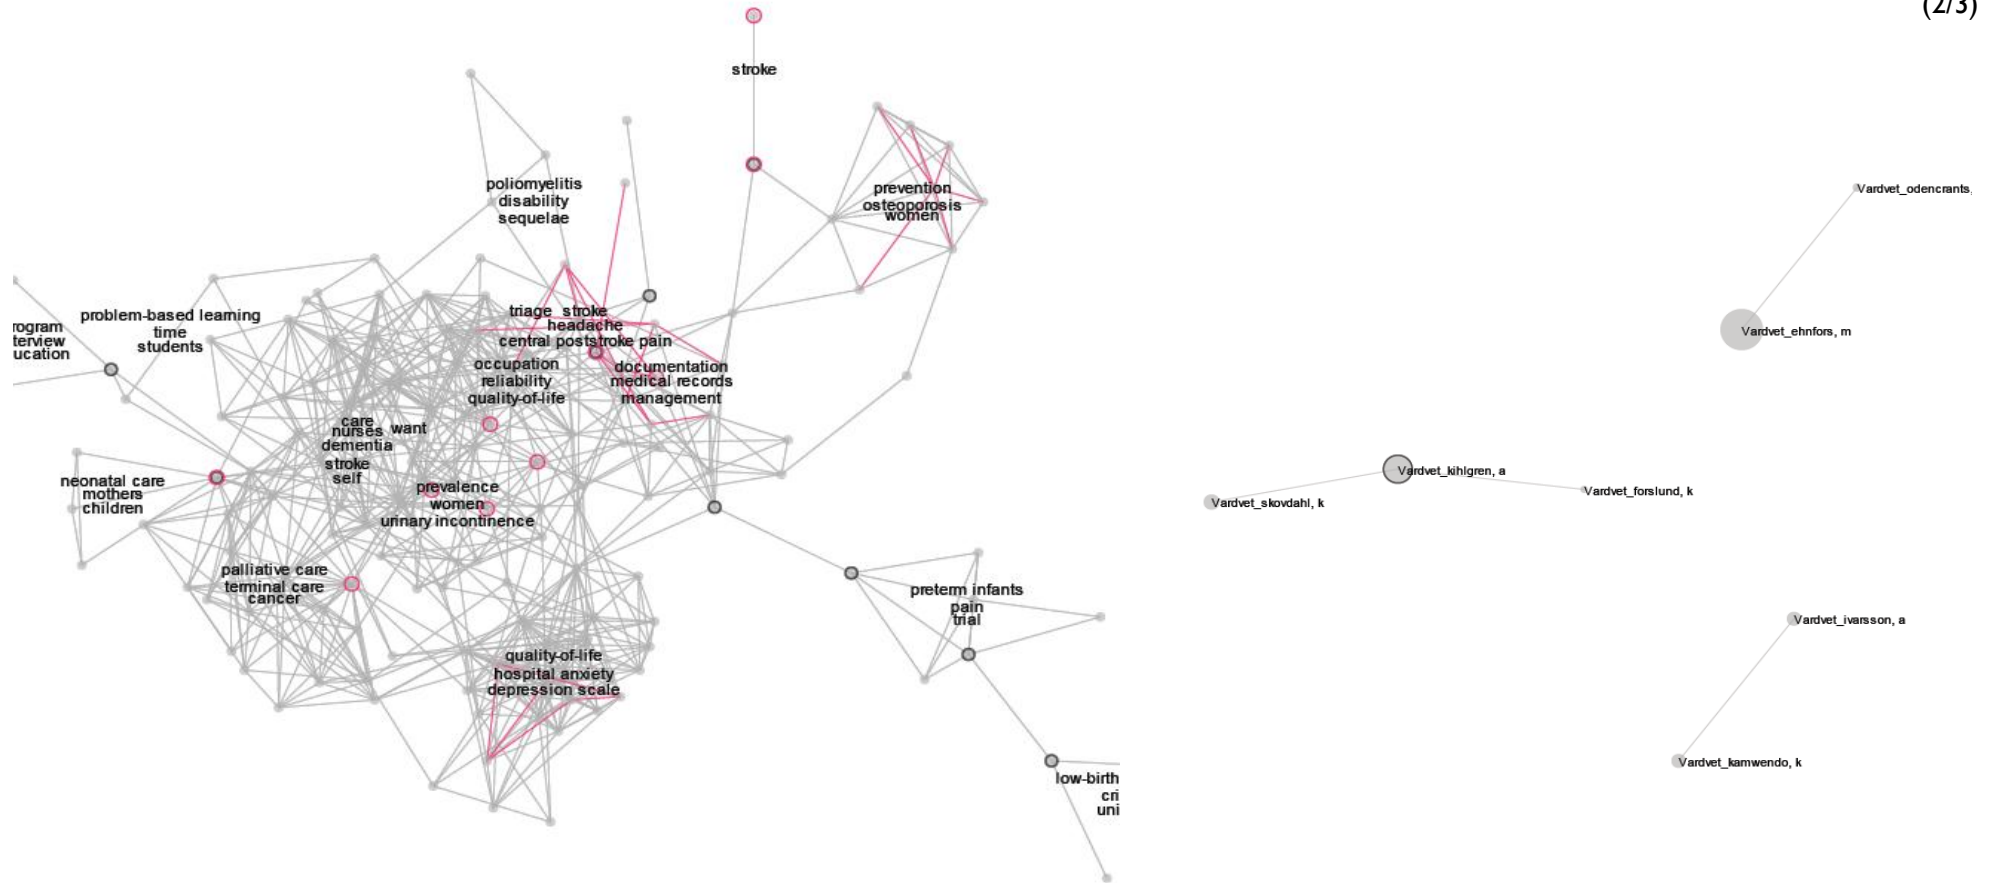 (2/3)
stroke
poliomyelitis
disability
sequelae
prevention
osteoporosis
women
problem-based learning
time
students
rogram
terview
ucation
triage stroke
headache
central poststroke pain
occupation
reliability
quality-of-life
documentation
medical records
management
care
nurses want
dementia
stroke
self
neonatal care
mothers
children
prevalence
women
urinary incontinence
palliative care
terminal care
cancer
preterm infants
pain
trial
quality-of-life
hospital anxiety
depression scale
low-birth
cri
uni
Vardvet_odencrants,
Vardvet_ehnfors, m
Vardvet_kihlgren, a
Vardvet_skovdahl, k
Vardvet_forslund, k
Vardvet_ivarsson, a
Vardvet_kamwendo, k